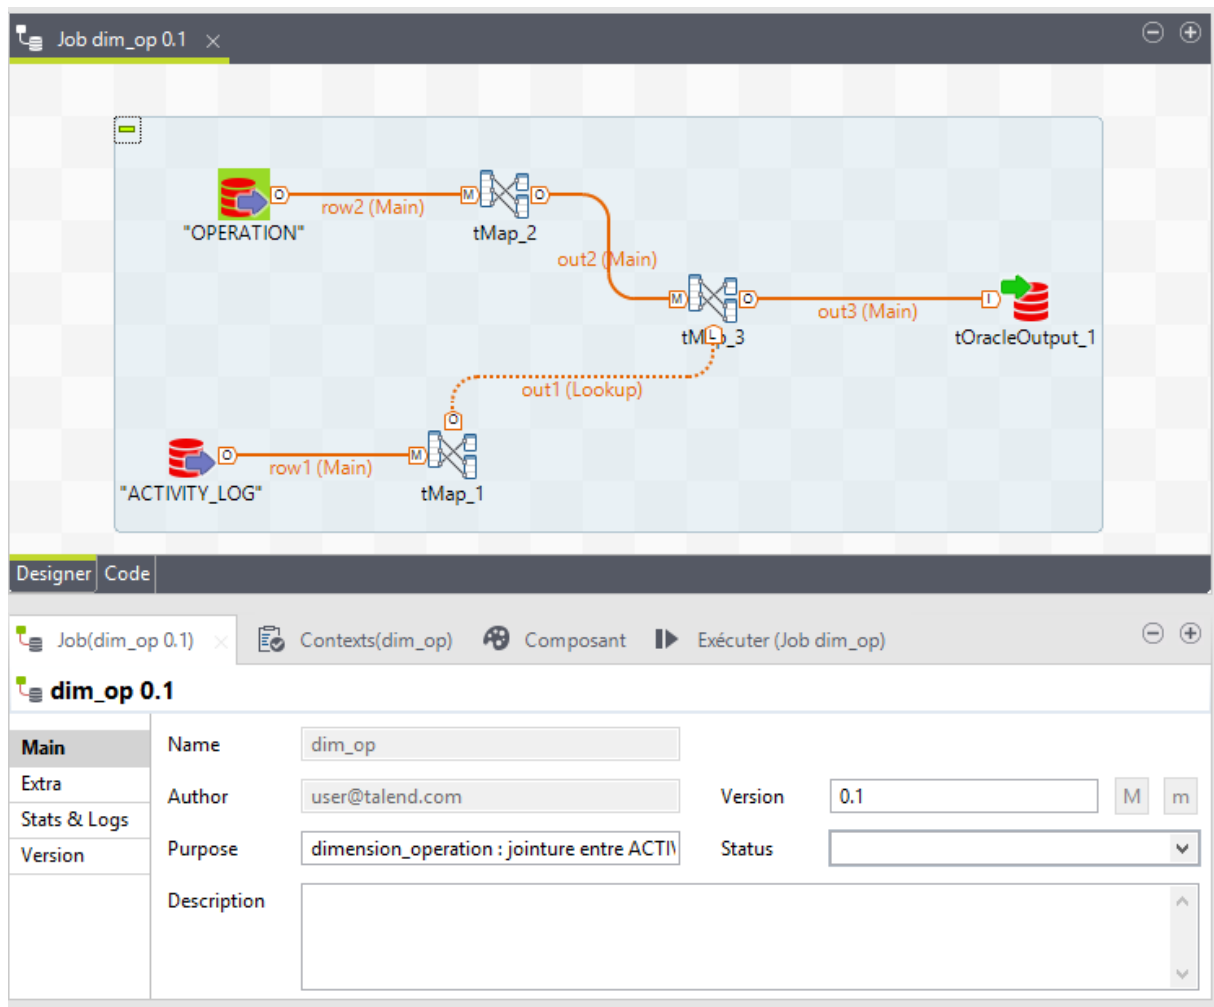 Job dim_op 0.1
O
row2 (Main)
M
O
"OPERATION"
tMap_2
out2 (Main)
M
O
I
out3 (Main)
tMap_3
L
tOracleOutput_1
out1 (Lookup)
O
O
row1 (Main)
M
"ACTIVITY_LOG"
tMap_1
Designer Code
Job(dim_op 0.1) Contexts(dim_op) Composant Exécuter (Job dim_op)
dim_op 0.1
Main
Extra
Stats & Logs
Version
Name dim_op
Author user@talend.com Version 0.1 M m
Purpose dimension_operation : jointure entre ACTIV Status
Description